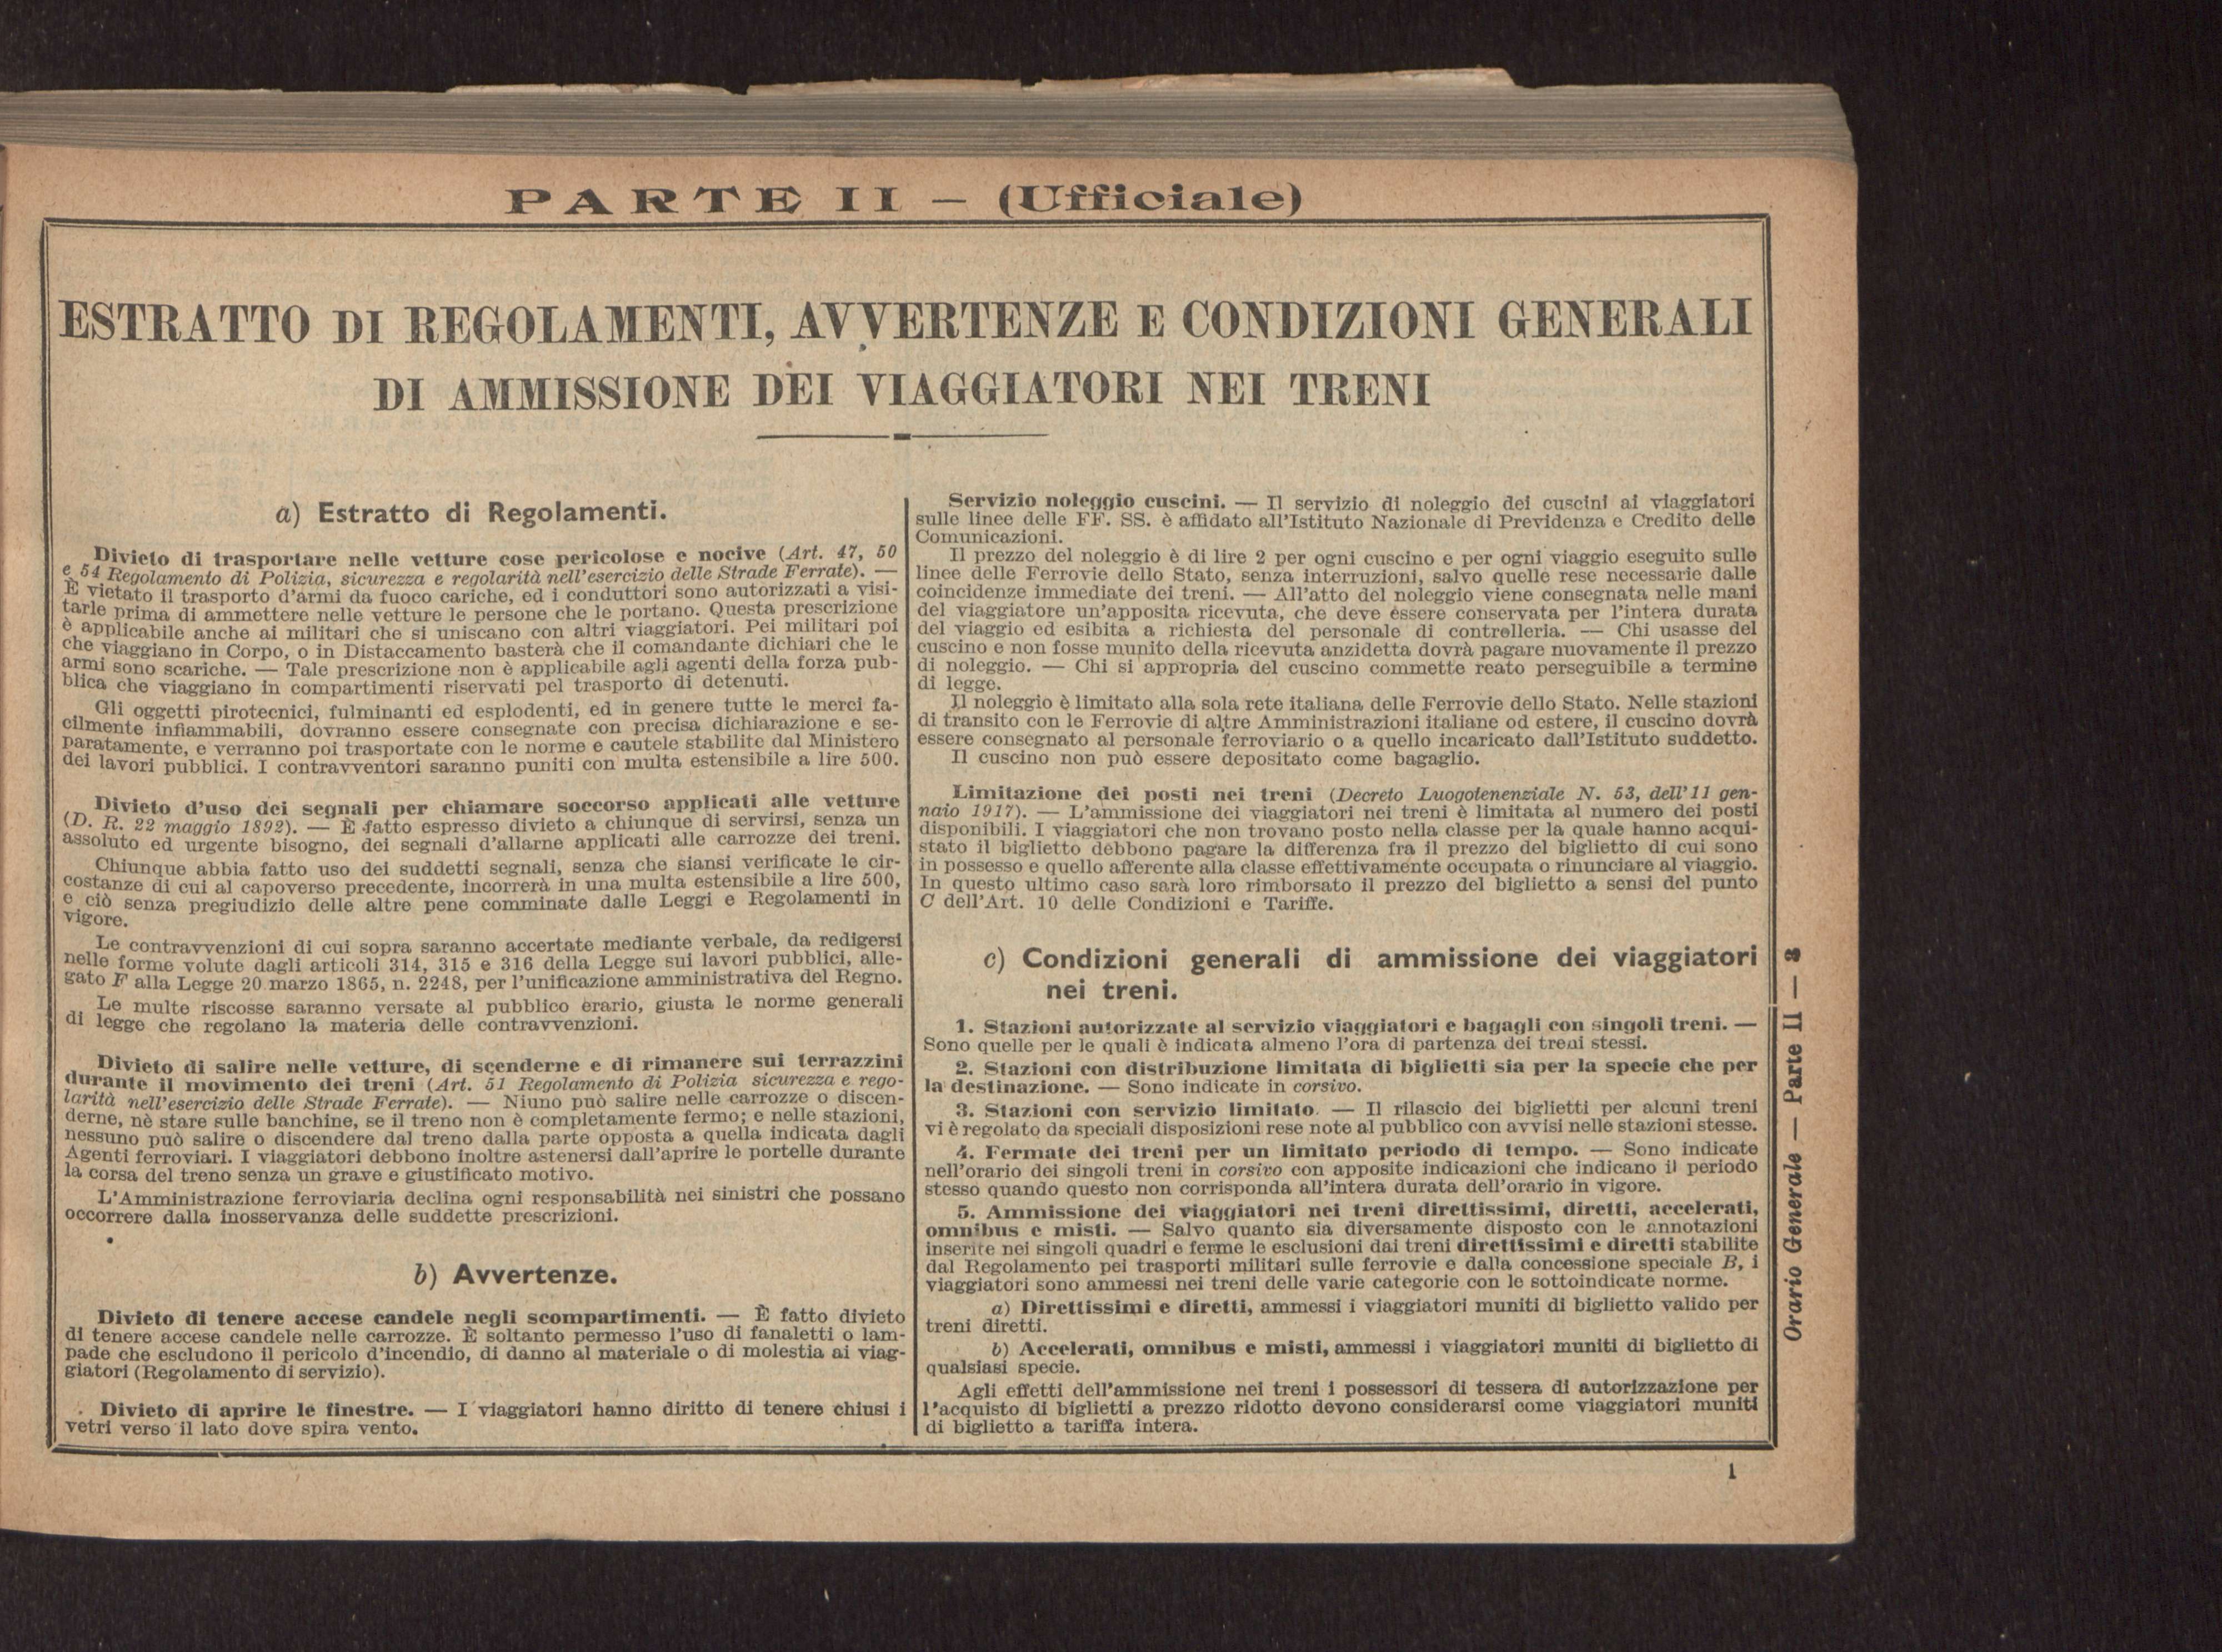 PARTE II — (Ufficiale)
ESTRATTO DI REGOLAMENTI, AVVERTENZE E CONDIZIONI GENERALI
DI AMMISSIONE DEI VIAGGIATORI NEI TRENI
a) Estratto di Regolamenti.
Divieto di trasportare nelle vetture cose pericolose e nocive (Art. 47, 50
e 54 Regolamento di Polizia, sicurezza e regolarità nell'esercizio delle Strade Ferrate). —
È vietato il trasporto d'armi da fuoco cariche, ed i conduttori sono autorizzati a visi-
tarle prima di ammettere nelle vetture le persone che le portano. Questa prescrizione
è applicabile anche ai militari che si uniscano con altri viaggiatori. Pei militari poi
che viaggiano in Corpo, o in Distaccamento basterà che il comandante dichiari che le
armi sono scariche. — Tale prescrizione non è applicabile agli agenti della forza pub-
blica che viaggiano in compartimenti riservati pel trasporto di detenuti.
Gli oggetti pirotecnici, fulminanti ed esplodenti, ed in genere tutte le merci fa-
cilmente infiammabili, dovranno essere consegnate con precisa dichiarazione e se-
paratamente, e verranno poi trasportate con le norme e cautele stabilite dal Ministero
dei lavori pubblici. I contravventori saranno puniti con multa estensibile a lire 500.
Divieto d'uso dei segnali per chiamare soccorso applicati alle vetture
(D. R. 22 maggio 1892). — È fatto espresso divieto a chiunque di servirsi, senza un
assoluto ed urgente bisogno, dei segnali d'allarne applicati alle carrozze dei treni.
Chiunque abbia fatto uso dei suddetti segnali, senza che siansi verificate le cir-
costanze di cui al capoverso precedente, incorrerà in una multa estensibile a lire 500,
e ciò senza pregiudizio delle altre pene comminate dalle Leggi e Regolamenti in
vigore.
Le contravvenzioni di cui sopra saranno accertate mediante verbale, da redigersi
nelle forme volute dagli articoli 314, 315 e 316 della Legge sui lavori pubblici, alle-
gato F alla Legge 20 marzo 1865, n. 2248, per l'unificazione amministrativa del Regno.
Le multe riscosse saranno versate al pubblico erario, giusta le norme generali
di legge che regolano la materia delle contravvenzioni.
Divieto di salire nelle vetture, di scenderne e di rimanere sui terrazzini
durante il movimento dei treni (Art. 51 Regolamento di Polizia sicurezza e rego-
larità nell'esercizio delle Strade Ferrate). — Niuno può salire nelle carrozze o discen-
derne, nè stare sulle banchine, se il treno non è completamente fermo; e nelle stazioni,
nessuno può salire o discendere dal treno dalla parte opposta a quella indicata dagli
Agenti ferroviari. I viaggiatori debbono inoltre astenersi dall'aprire le portelle durante
la corsa del treno senza un grave e giustificato motivo.
L'Amministrazione ferroviaria declina ogni responsabilità nei sinistri che possano
occorrere dalla inosservanza delle suddette prescrizioni.
b) Avvertenze.
Divieto di tenere accese candele negli scompartimenti. — È fatto divieto
di tenere accese candele nelle carrozze. È soltanto permesso l'uso di fanaletti o lam-
pade che escludono il pericolo d'incendio, di danno al materiale o di molestia ai viag-
giatori (Regolamento di servizio).
Divieto di aprire le finestre. — I viaggiatori hanno diritto di tenere chiusi i
vetri verso il lato dove spira vento.
Servizio noleggio cuscini. — Il servizio di noleggio dei cuscini ai viaggiatori
sulle linee delle FF. SS. è affidato all'Istituto Nazionale di Previdenza e Credito delle
Comunicazioni.
Il prezzo del noleggio è di lire 2 per ogni cuscino e per ogni viaggio eseguito sulle
linee delle Ferrovie dello Stato, senza interruzioni, salvo quelle rese necessarie dalle
coincidenze immediate dei treni. — All'atto del noleggio viene consegnata nelle mani
del viaggiatore un'apposita ricevuta, che deve essere conservata per l'intera durata
del viaggio ed esibita a richiesta del personale di controlleria. — Chi usasse del
cuscino e non fosse munito della ricevuta anzidetta dovrà pagare nuovamente il prezzo
di noleggio. — Chi si appropria del cuscino commette reato perseguibile a termine
di legge.
Il noleggio è limitato alla sola rete italiana delle Ferrovie dello Stato. Nelle stazioni
di transito con le Ferrovie di altre Amministrazioni italiane od estere, il cuscino dovrà
essere consegnato al personale ferroviario o a quello incaricato dall'Istituto suddetto.
Il cuscino non può essere depositato come bagaglio.
Limitazione dei posti nei treni (Decreto Luogotenenziale N. 53, dell'11 gen-
naio 1917). — L'ammissione dei viaggiatori nei treni è limitata al numero dei posti
disponibili. I viaggiatori che non trovano posto nella classe per la quale hanno acqui-
stato il biglietto debbono pagare la differenza fra il prezzo del biglietto di cui sono
in possesso e quello afferente alla classe effettivamente occupata o rinunciare al viaggio.
In questo ultimo caso sarà loro rimborsato il prezzo del biglietto a sensi del punto
C dell'Art. 10 delle Condizioni e Tariffe.
c) Condizioni generali di ammissione dei viaggiatori
nei treni.
1. Stazioni autorizzate al servizio viaggiatori e bagagli con singoli treni. —
Sono quelle per le quali è indicata almeno l'ora di partenza dei treni stessi.
2. Stazioni con distribuzione limitata di biglietti sia per la specie che per
la destinazione. — Sono indicate in corsivo.
3. Stazioni con servizio limitato. — Il rilascio dei biglietti per alcuni treni
vi è regolato da speciali disposizioni rese note al pubblico con avvisi nelle stazioni stesse.
4. Fermate dei treni per un limitato periodo di tempo. — Sono indicate
nell'orario dei singoli treni in corsivo con apposite indicazioni che indicano il periodo
stesso quando questo non corrisponda all'intera durata dell'orario in vigore.
5. Ammissione dei viaggiatori nei treni direttissimi, diretti, accelerati,
omnibus e misti. — Salvo quanto sia diversamente disposto con le annotazioni
inserite nei singoli quadri e ferme le esclusioni dai treni direttissimi e diretti stabilite
dal Regolamento pei trasporti militari sulle ferrovie e dalla concessione speciale B, i
viaggiatori sono ammessi nei treni delle varie categorie con le sottoindicate norme.
a) Direttissimi e diretti, ammessi i viaggiatori muniti di biglietto valido per
treni diretti.
b) Accelerati, omnibus e misti, ammessi i viaggiatori muniti di biglietto di
qualsiasi specie.
Agli effetti dell'ammissione nei treni i possessori di tessera di autorizzazione per
l'acquisto di biglietti a prezzo ridotto devono considerarsi come viaggiatori muniti
di biglietto a tariffa intera.
Orario Generale — Parte II —
1